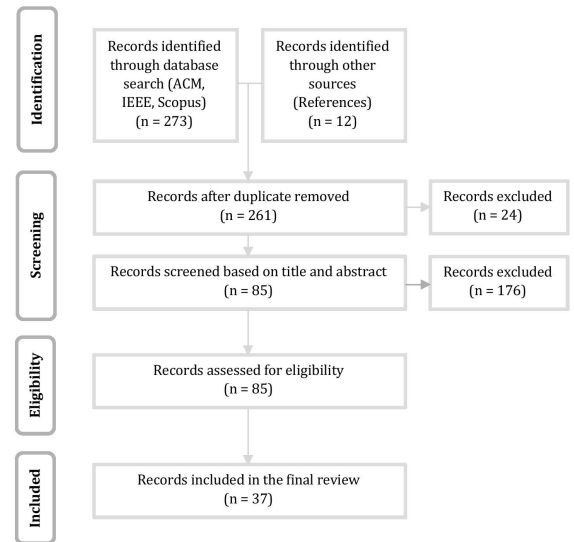 Identification
Records identified
through database
search (ACM,
IEEE, Scopus)
(n = 273)
Records identified
through other
sources
(References)
(n = 12)
Screening
Records after duplicate removed
(n = 261)
Records excluded
(n = 24)
Records screened based on title and abstract
(n = 85)
Records excluded
(n = 176)
Eligibility
Records assessed for eligibility
(n = 85)
Included
Records included in the final review
(n = 37)